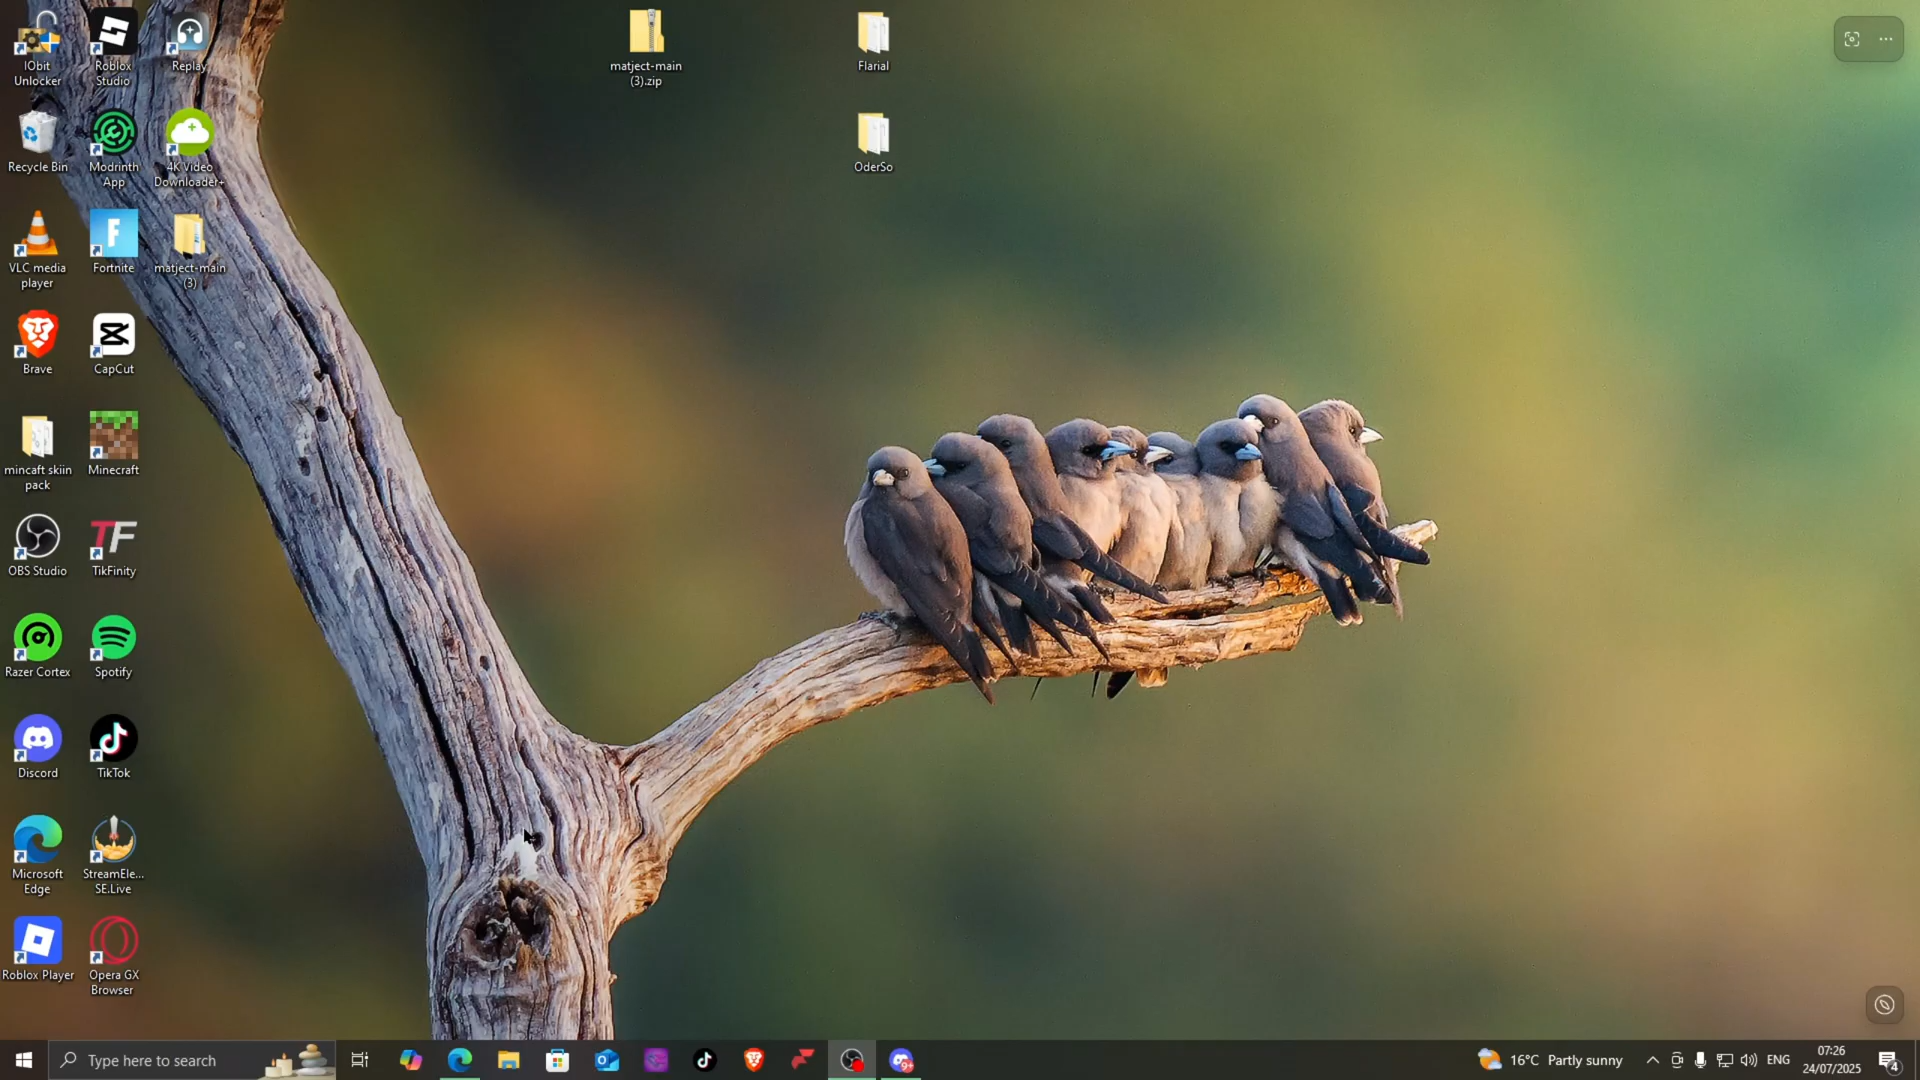 IObit
Unlocker
Roblox
Studio
Replay
matject-main
(3).zip
Flarial
Recycle Bin
Modrinth
App
4K Video
Downloader+
OderSo
VLC media
player
Fortnite
matject-main
(3)
Brave
CapCut
mincaft skiin
pack
Minecraft
OBS Studio
TikFinity
Razer Cortex
Spotify
Discord
TikTok
Microsoft
Edge
StreamEle...
SE.Live
Roblox Player
Opera GX
Browser
Type here to search
9+
16°C Partly sunny
ENG
07:26
24/07/2025
4